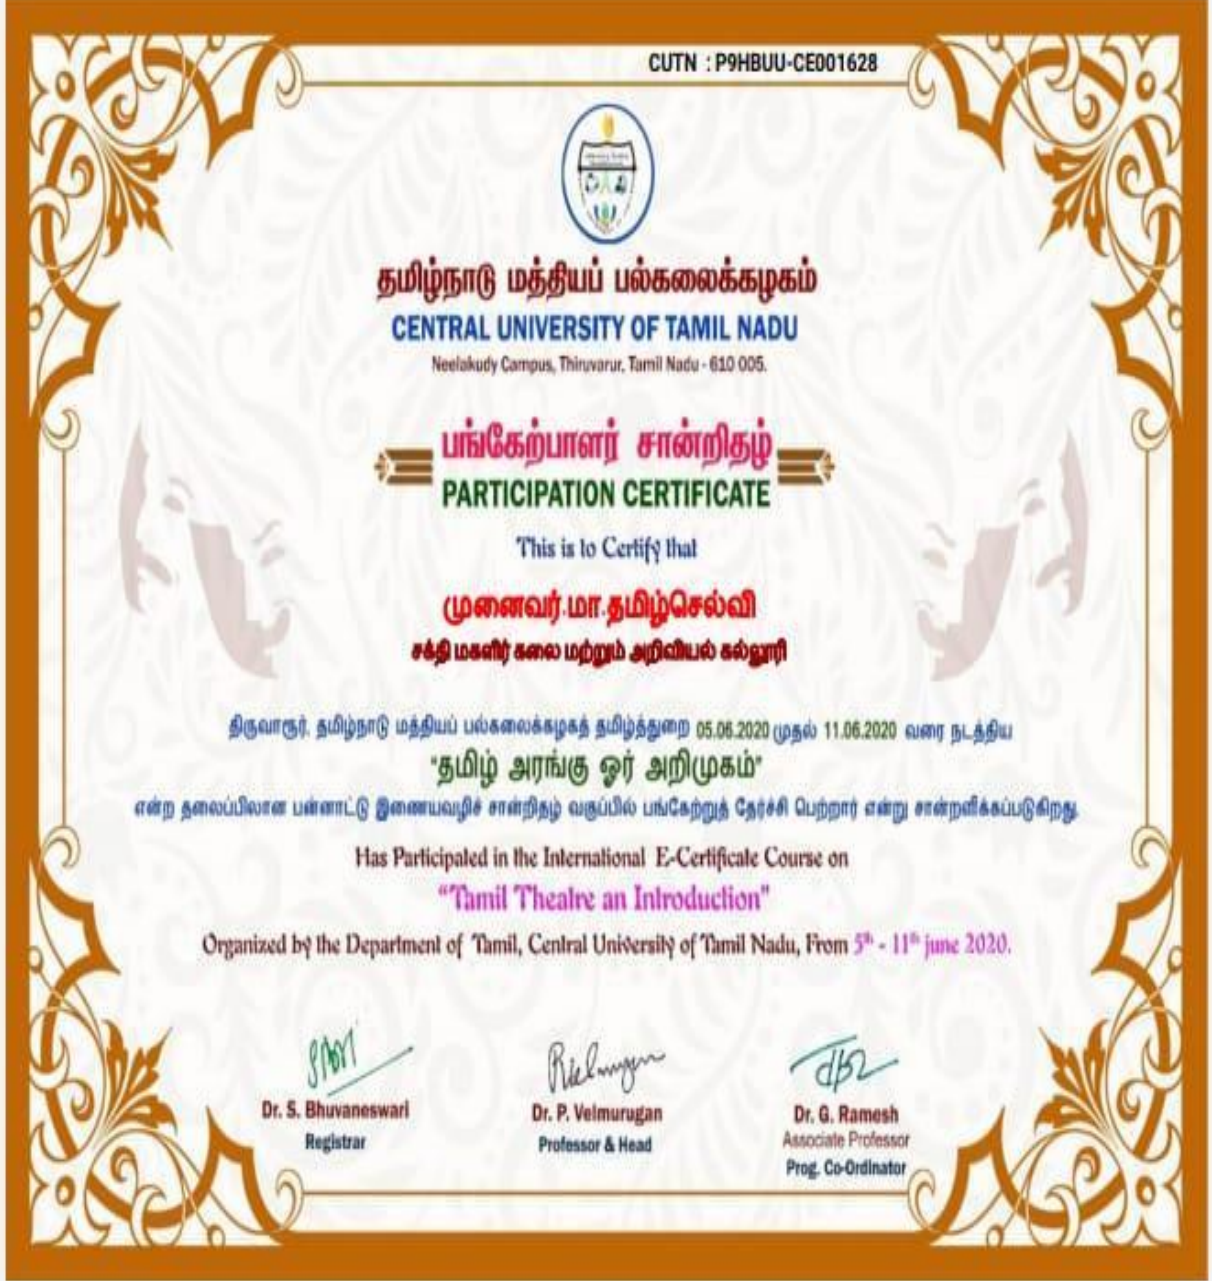 CUTN : P9HBUU-CE001628
தமிழ்நாடு மத்தியப் பல்கலைக்கழகம்
CENTRAL UNIVERSITY OF TAMIL NADU
Neelakudy Campus, Thiruvarur, Tamil Nadu - 610 005.
பங்கேற்பாளர் சான்றிதழ்
PARTICIPATION CERTIFICATE
This is to Certify that
முனைவர்.மா.தமிழ்செல்வி
சக்தி மகளிர் கலை மற்றும் அறிவியல் கல்லூரி
திருவாரூர், தமிழ்நாடு மத்தியப் பல்கலைக்கழகத் தமிழ்த்துறை 05.06.2020 முதல் 11.06.2020 வரை நடத்திய
"தமிழ் அரங்கு ஓர் அறிமுகம்"
என்ற தலைப்பிலான பன்னாட்டு இணையவழிச் சான்றிதழ் வகுப்பில் பங்கேற்றுத் தேர்ச்சி பெற்றார் என்று சான்றளிக்கப்படுகிறது.
Has Participated in the International E-Certificate Course on
"Tamil Theatre an Introduction"
Organized by the Department of Tamil, Central University of Tamil Nadu, From 5th - 11th june 2020.
Dr. S. Bhuvaneswari
Registrar
Dr. P. Velmurugan
Professor & Head
Dr. G. Ramesh
Associate Professor
Prog. Co-Ordinator